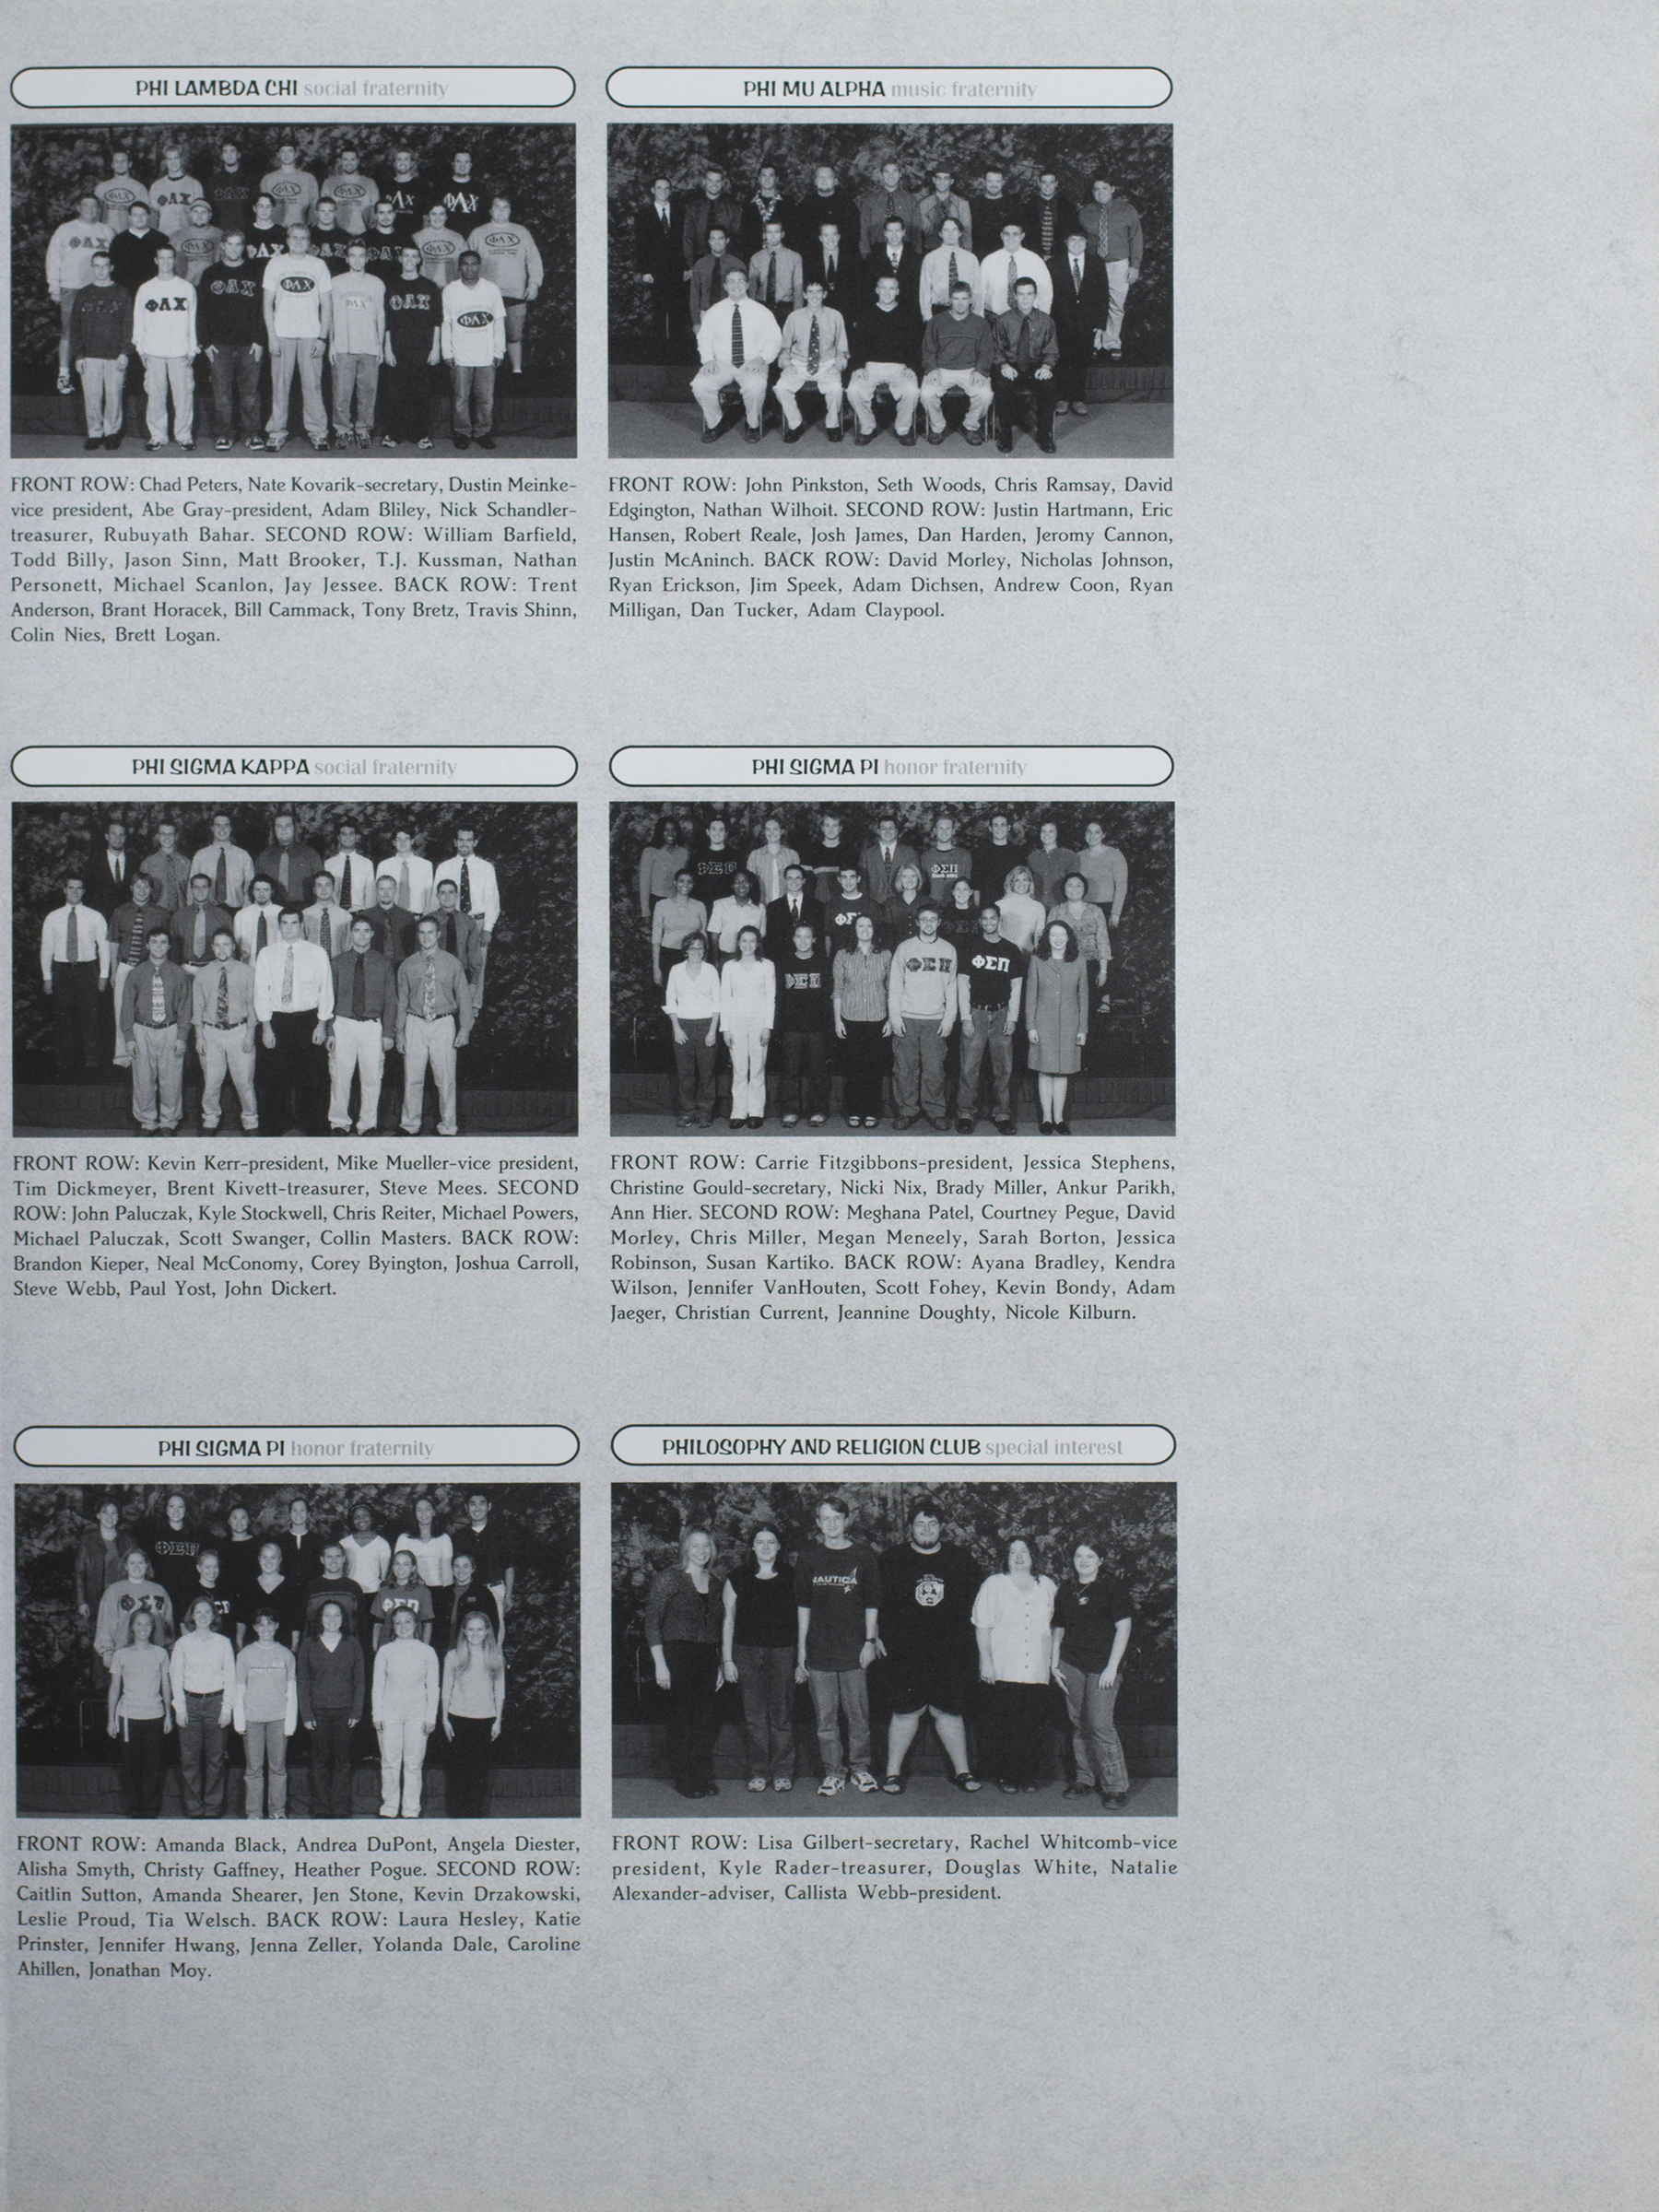 PHI LAMBDA CHI social fraternity
FRONT ROW: Chad Peters, Nate Kovarik-secretary, Dustin Meinke-
vice president, Abe Gray-president, Adam Bliley, Nick Schandler-
treasurer, Rubuyath Bahar. SECOND ROW: William Barfield,
Todd Billy, Jason Sinn, Matt Brooker, T.J. Kussman, Nathan
Personett, Michael Scanlon, Jay Jessee. BACK ROW: Trent
Anderson, Brant Horacek, Bill Cammack, Tony Bretz, Travis Shinn,
Colin Nies, Brett Logan.
PHI MU ALPHA music fraternity
FRONT ROW: John Pinkston, Seth Woods, Chris Ramsay, David
Edgington, Nathan Wilhoit. SECOND ROW: Justin Hartmann, Eric
Hansen, Robert Reale, Josh James, Dan Harden, Jeromy Cannon,
Justin McAninch. BACK ROW: David Morley, Nicholas Johnson,
Ryan Erickson, Jim Speek, Adam Dichsen, Andrew Coon, Ryan
Milligan, Dan Tucker, Adam Claypool.
PHI SIGMA KAPPA social fraternity
FRONT ROW: Kevin Kerr-president, Mike Mueller-vice president,
Tim Dickmeyer, Brent Kivett-treasurer, Steve Mees. SECOND
ROW: John Paluczak, Kyle Stockwell, Chris Reiter, Michael Powers,
Michael Paluczak, Scott Swanger, Collin Masters. BACK ROW:
Brandon Kieper, Neal McConomy, Corey Byington, Joshua Carroll,
Steve Webb, Paul Yost, John Dickert.
PHI SIGMA PI honor fraternity
ΦΣΠ
FRONT ROW: Carrie Fitzgibbons-president, Jessica Stephens,
Christine Gould-secretary, Nicki Nix, Brady Miller, Ankur Parikh,
Ann Hier. SECOND ROW: Meghana Patel, Courtney Pegue, David
Morley, Chris Miller, Megan Meneely, Sarah Borton, Jessica
Robinson, Susan Kartiko. BACK ROW: Ayana Bradley, Kendra
Wilson, Jennifer VanHouten, Scott Fohey, Kevin Bondy, Adam
Jaeger, Christian Current, Jeannine Doughty, Nicole Kilburn.
PHI SIGMA PI honor fraternity
ΦΣΠ
FRONT ROW: Amanda Black, Andrea DuPont, Angela Diester,
Alisha Smyth, Christy Gaffney, Heather Pogue. SECOND ROW:
Caitlin Sutton, Amanda Shearer, Jen Stone, Kevin Drzakowski,
Leslie Proud, Tia Welsch. BACK ROW: Laura Hesley, Katie
Prinster, Jennifer Hwang, Jenna Zeller, Yolanda Dale, Caroline
Ahillen, Jonathan Moy.
PHILOSOPHY AND RELIGION CLUB special interest
NAUTICA
FRONT ROW: Lisa Gilbert-secretary, Rachel Whitcomb-vice
president, Kyle Rader-treasurer, Douglas White, Natalie
Alexander-adviser, Callista Webb-president.